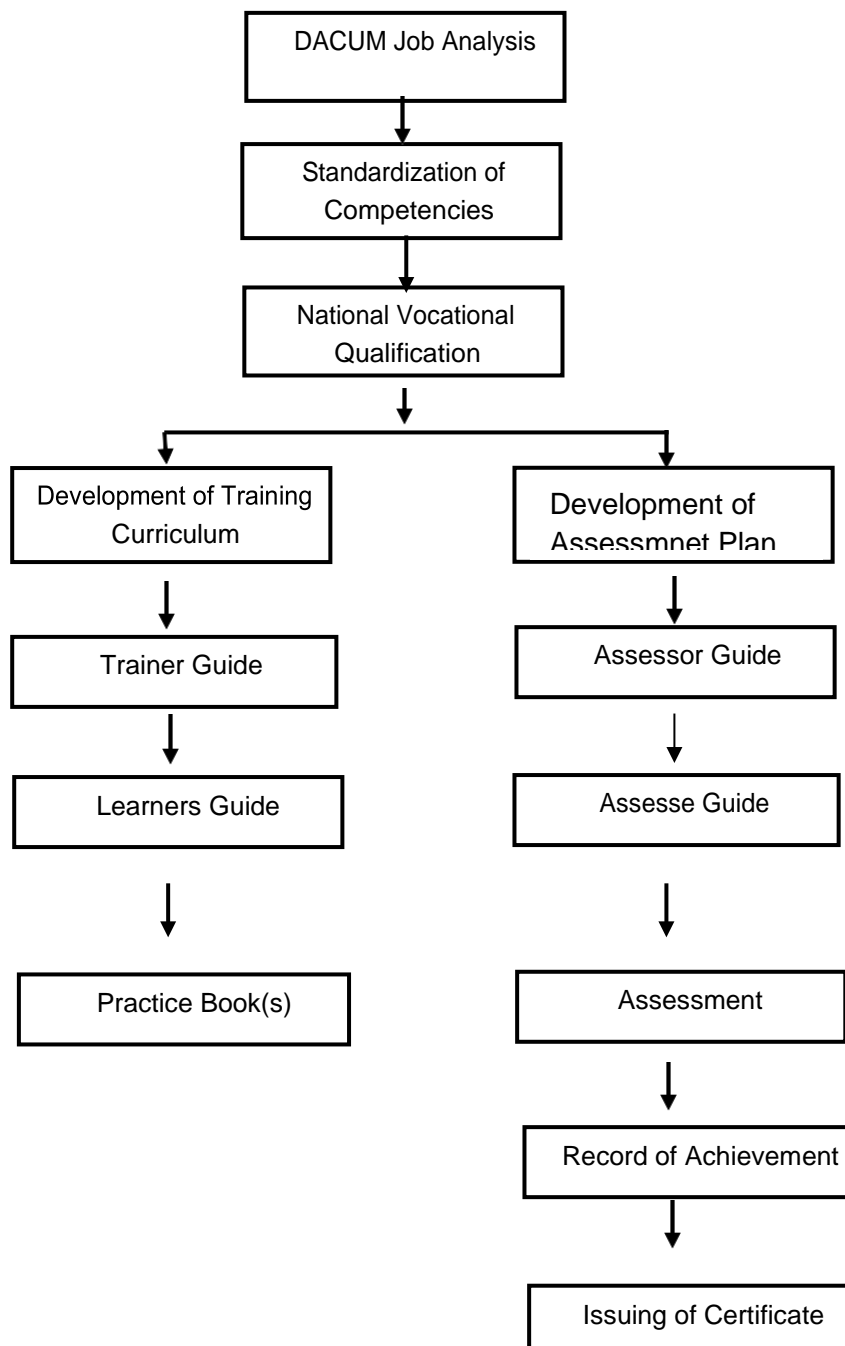 DACUM Job Analysis
Standardization of
Competencies
National Vocational
Qualification
Development of Training
Curriculum
Development of
Assessmnet Plan
Trainer Guide
Assessor Guide
Learners Guide
Assesse Guide
Practice Book(s)
Assessment
Record of Achievement
Issuing of Certificate